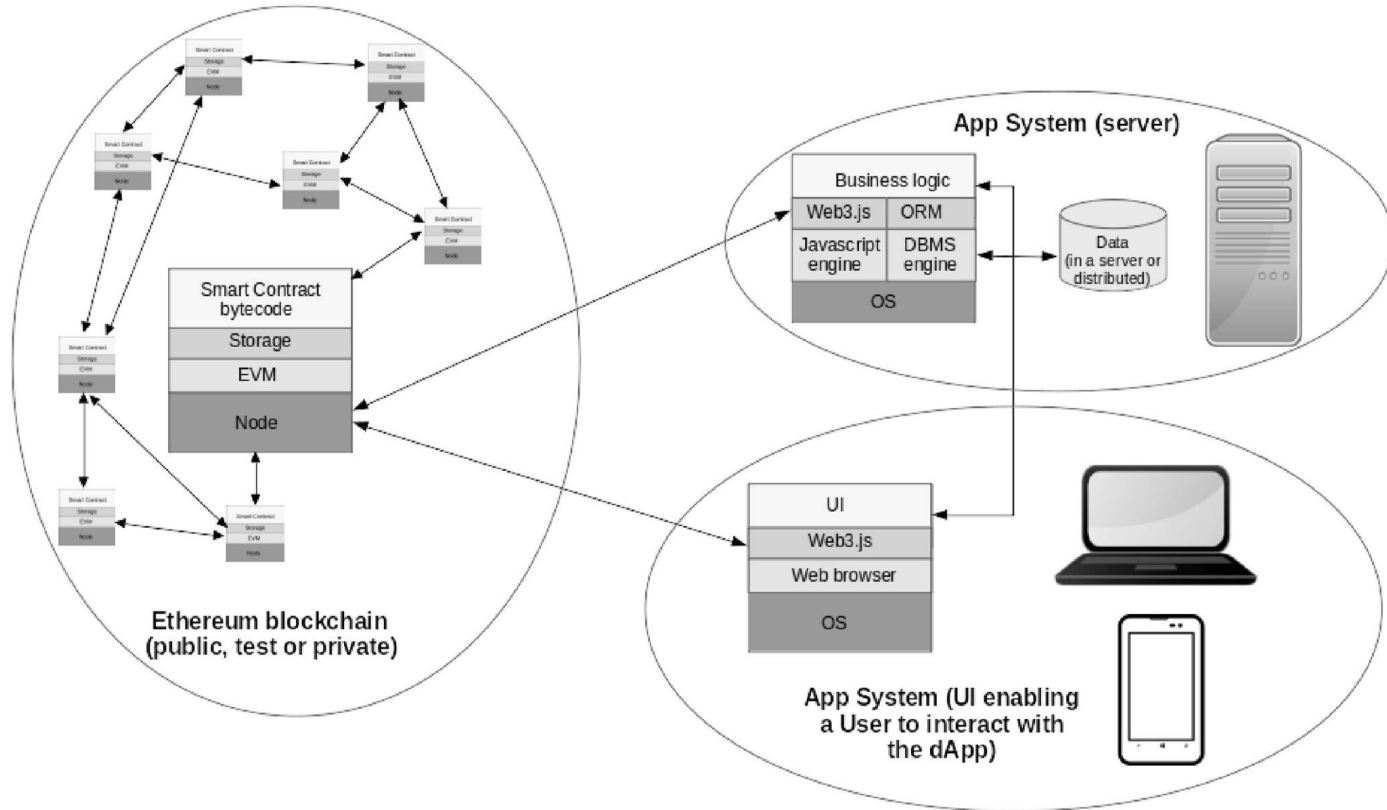 Smart Contract
Storage
EVM
Node
Smart Contract
Storage
EVM
Node
Smart Contract
Storage
EVM
Node
Smart Contract
Storage
EVM
Node
Smart Contract
Storage
EVM
Node
Smart Contract
bytecode
Storage
EVM
Node
Smart Contract
Storage
EVM
Node
Smart Contract
Storage
EVM
Node
Smart Contract
Storage
EVM
Node
Ethereum blockchain
(public, test or private)
App System (server)
Business logic
Web3.js
ORM
Javascript
engine
DBMS
engine
OS
Data
(in a server or
distributed)
UI
Web3.js
Web browser
OS
App System (UI enabling
a User to interact with
the dApp)